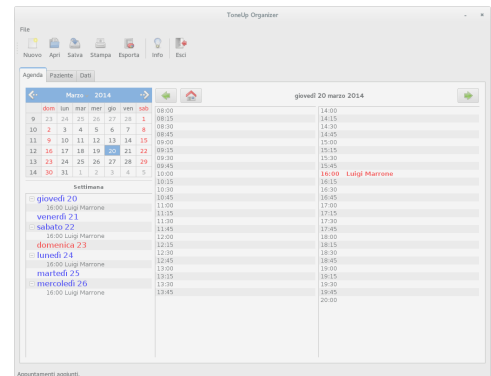 ToneUp Organizer
File
Nuovo Apri Salva Stampa Esporta Info Esci
Agenda Paziente Dati
Marzo 2014
giovedì 20 marzo 2014
dom lun mar mer gio ven sab
9 23 24 25 26 27 28 1
10 2 3 4 5 6 7 8
11 9 10 11 12 13 14 15
12 16 17 18 19 20 21 22
13 23 24 25 26 27 28 29
14 30 31 1 2 3 4 5
Settimana
giovedì 20
16:00 Luigi Marrone
venerdì 21
sabato 22
16:00 Luigi Marrone
domenica 23
lunedì 24
16:00 Luigi Marrone
martedì 25
mercoledì 26
16:00 Luigi Marrone
08:00
08:15
08:30
08:45
09:00
09:15
09:30
09:45
10:00
10:15
10:30
10:45
11:00
11:15
11:30
11:45
12:00
12:15
12:30
12:45
13:00
13:15
13:30
13:45
14:00
14:15
14:30
14:45
15:00
15:15
15:30
15:45
16:00 Luigi Marrone
16:15
16:30
16:45
17:00
17:15
17:30
17:45
18:00
18:15
18:30
18:45
19:00
19:15
19:30
19:45
20:00
Appuntamenti aggiunti.